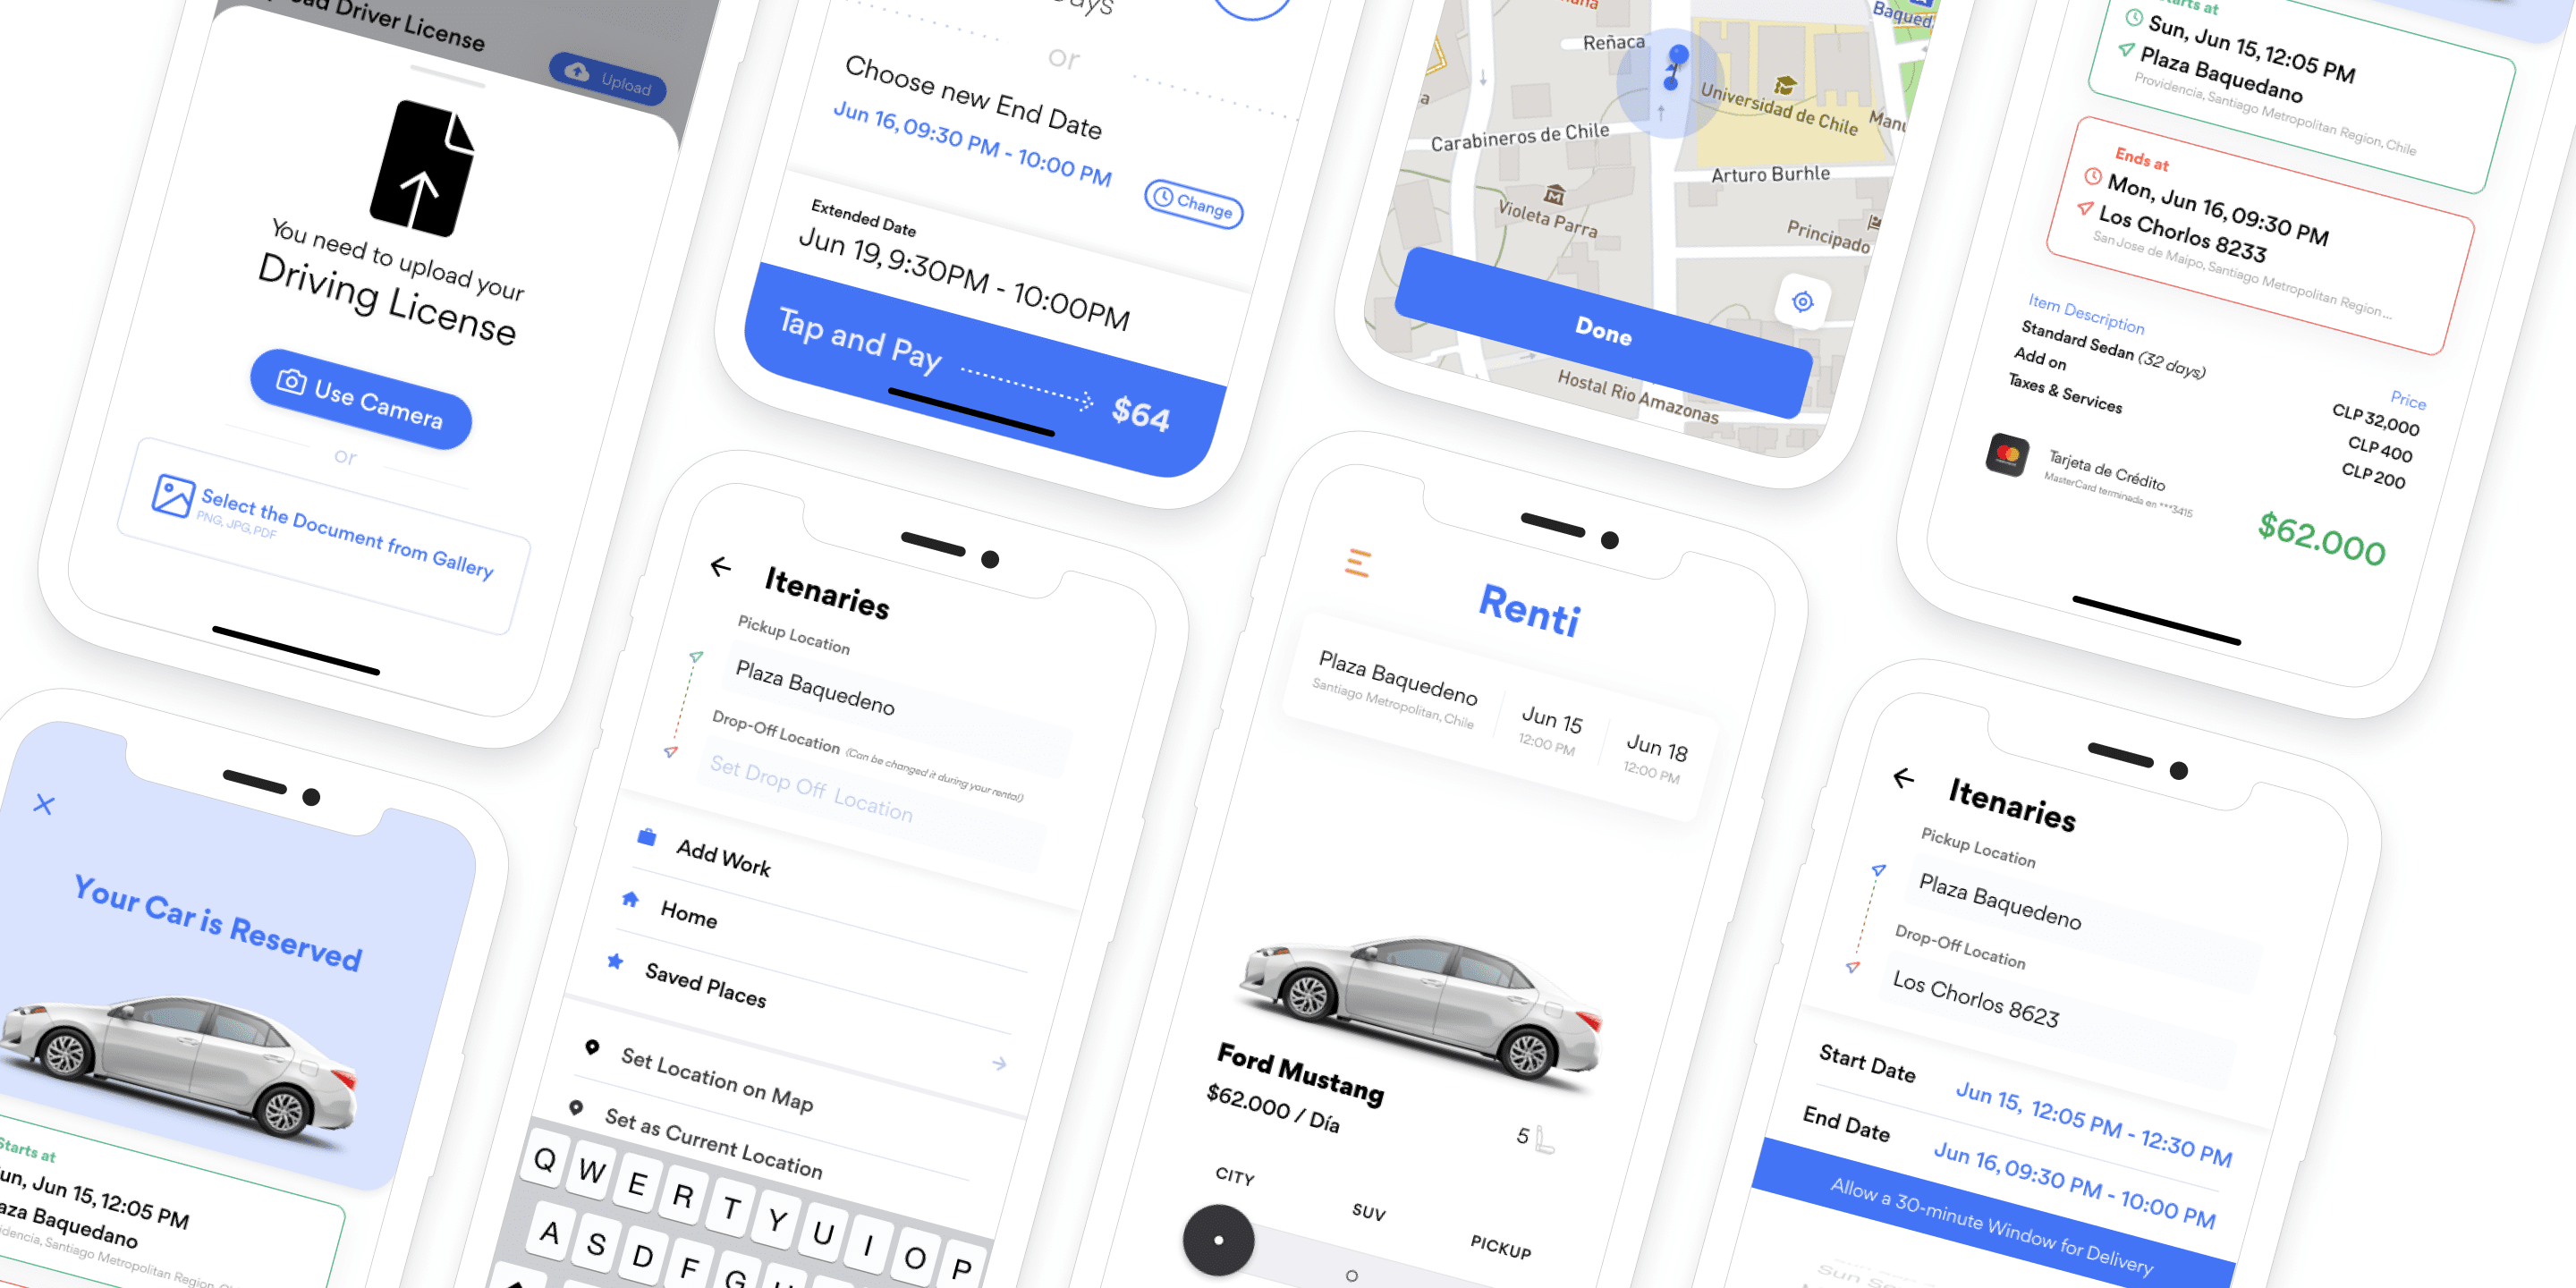 Driver License
Upload
You need to upload your
Driving License
Use Camera
or
Select the Document from Gallery
PNG, JPG, PDF
or
Choose new End Date
Jun 16, 09:30 PM - 10:00 PM
Change
Extended Date
Jun 19, 9:30PM - 10:00PM
Tap and Pay
$64
Reñaca
Universidad de Chile
Carabineros de Chile
Arturo Burhle
Violeta Parra
Principado
Done
Hostal Rio Amazonas
Sun, Jun 15, 12:05 PM
Plaza Baquedano
Providencia, Santiago Metropolitan Region, Chile
Ends at
Mon, Jun 16, 09:30 PM
Los Chorlos 8233
San Jose de Maipo, Santiago Metropolitan Region...
Item Description
Price
Standard Sedan (32 days)
CLP 32,000
Add on
CLP 400
Taxes & Services
CLP 200
Tarjeta de Crédito
MasterCard terminada en ***3415
$62.000
Your Car is Reserved
Starts at
Jun 15, 12:05 PM
Baquedano
Santiago Metropolitan Region,
Itenaries
Pickup Location
Plaza Baquedeno
Drop-Off Location (Can be changed it during your rental)
Set Drop Off Location
Add Work
Home
Saved Places
Set Location on Map
Set as Current Location
Q W E R T Y U I O P
A S D F G
Renti
Plaza Baquedeno
Santiago Metropolitan, Chile
Jun 15
12:00 PM
Jun 18
12:00 PM
Ford Mustang
$62.000 / Día
5
CITY
SUV
PICKUP
Itenaries
Pickup Location
Plaza Baquedeno
Drop-Off Location
Los Chorlos 8623
Start Date
Jun 15, 12:05 PM - 12:30 PM
End Date
Jun 16, 09:30 PM - 10:00 PM
Allow a 30-minute Window for Delivery